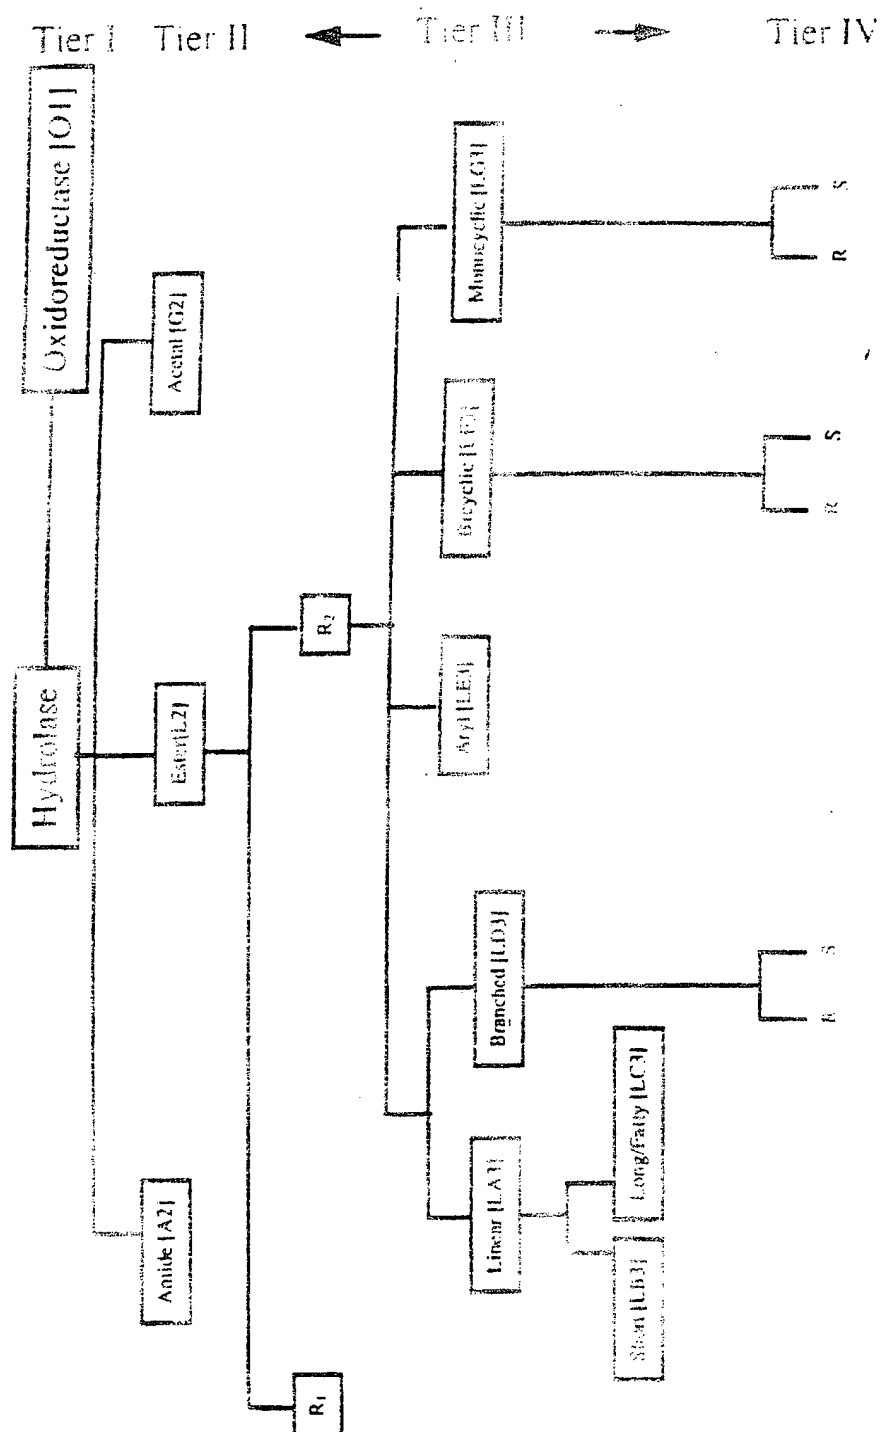 Tier I Tier II Tier III Tier IV
Oxidoreductase [O1]
Hydrolase
Acetal [G2]
Ester[L2]
Amide [A2]
R₂
R₁
Monocyclic [LG3]
Bicyclic
Aryl [LE3]
Branched [LD3]
Linear [LA3]
Long/Fatty [LC3]
Short [LB3]
S
R
S
R
S
R